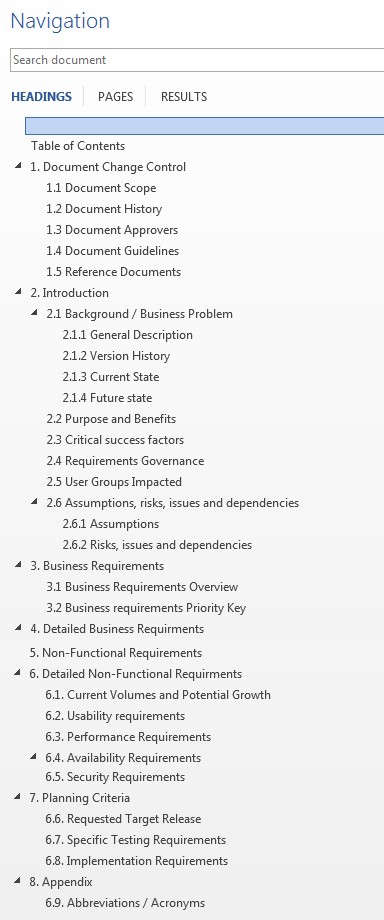 Navigation
Search document
HEADINGS PAGES RESULTS
Table of Contents
1. Document Change Control
1.1 Document Scope
1.2 Document History
1.3 Document Approvers
1.4 Document Guidelines
1.5 Reference Documents
2. Introduction
2.1 Background / Business Problem
2.1.1 General Description
2.1.2 Version History
2.1.3 Current State
2.1.4 Future state
2.2 Purpose and Benefits
2.3 Critical success factors
2.4 Requirements Governance
2.5 User Groups Impacted
2.6 Assumptions, risks, issues and dependencies
2.6.1 Assumptions
2.6.2 Risks, issues and dependencies
3. Business Requirements
3.1 Business Requirements Overview
3.2 Business requirements Priority Key
4. Detailed Business Requirments
5. Non-Functional Requirements
6. Detailed Non-Functional Requirments
6.1. Current Volumes and Potential Growth
6.2. Usability requirements
6.3. Performance Requirements
6.4. Availability Requirements
6.5. Security Requirements
7. Planning Criteria
6.6. Requested Target Release
6.7. Specific Testing Requirements
6.8. Implementation Requirements
8. Appendix
6.9. Abbreviations / Acronyms